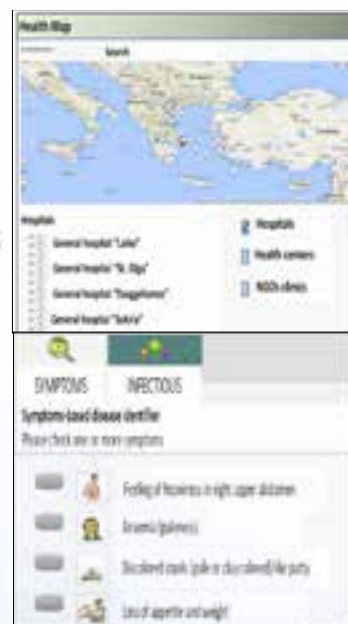 Health Map
Search
Hospitals
General hospital "Laiko"
General hospital "St. Olga"
General hospital
General hospital "Sotiria"
Hospitals
Health centers
NGOs clinics
SYMPTOMS
INFECTIOUS
Symptoms-based disease identifier
Please check one or more symptoms
Feeling of heaviness in right upper abdomen
Anaemia (paleness)
Discolored stools (pale or clay colored) like putty
Loss of appetite and weight